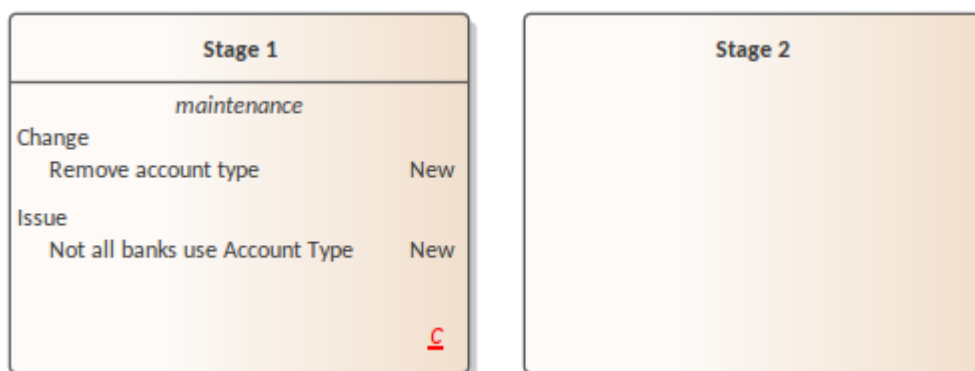 Stage 1
maintenance
Change
Remove account type New
Issue
Not all banks use Account Type New
C
Stage 2